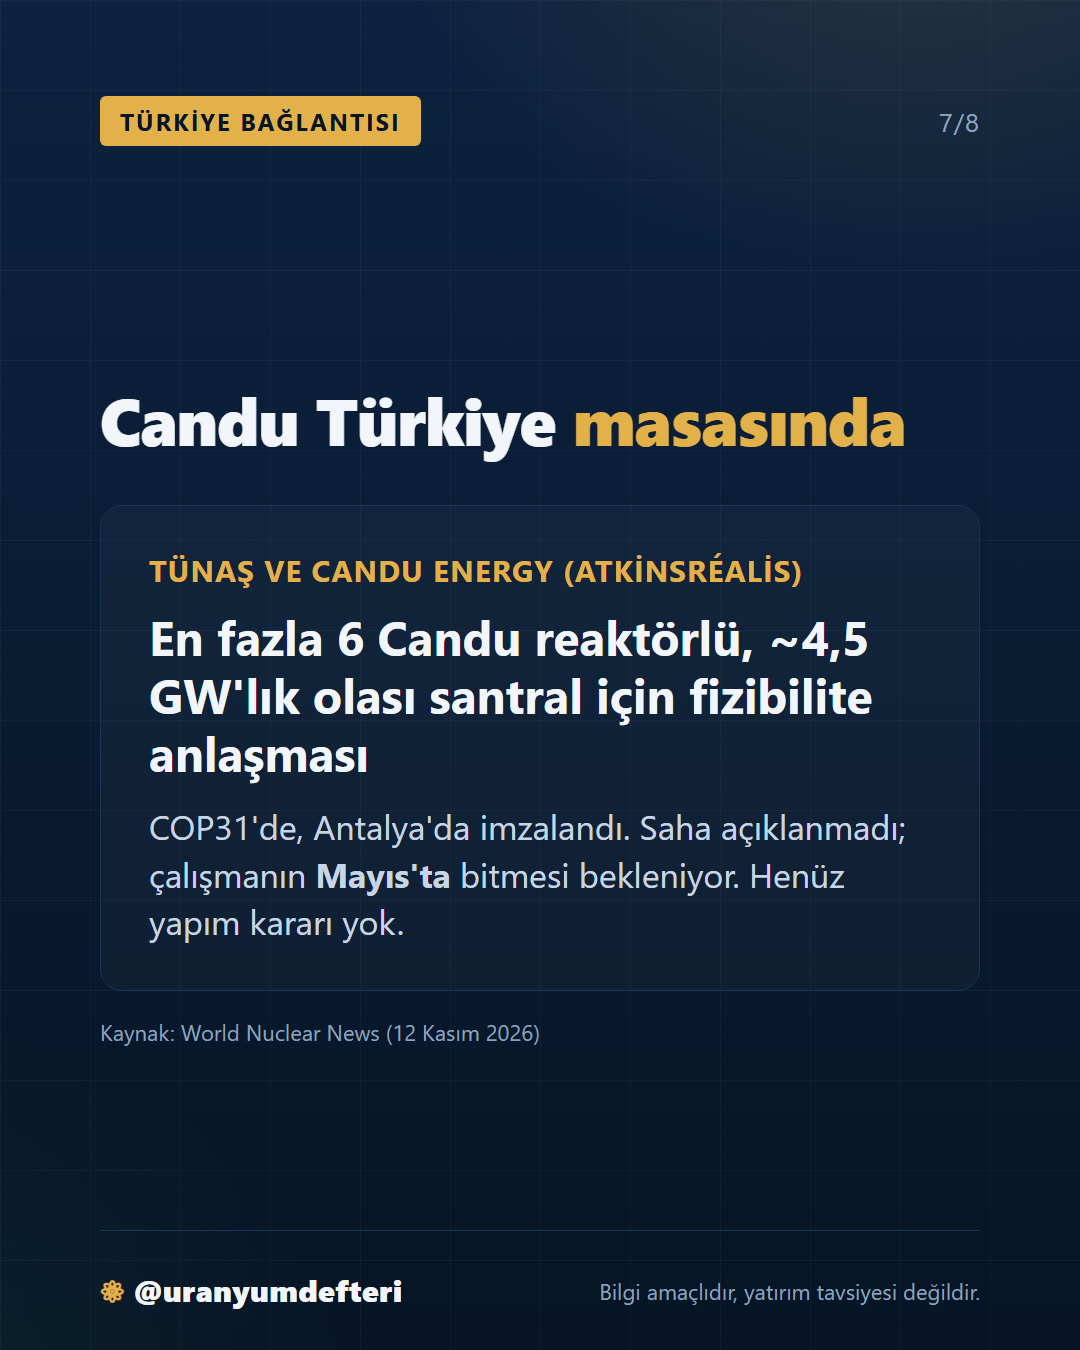 TÜRKİYE BAĞLANTISI
7/8
Candu Türkiye masasında
TÜNAŞ VE CANDU ENERGY (ATKİNSRÉALİS)
En fazla 6 Candu reaktörlü, ~4,5
GW'lık olası santral için fizibilite
anlaşması
COP31'de, Antalya'da imzalandı. Saha açıklanmadı;
çalışmanın Mayıs'ta bitmesi bekleniyor. Henüz
yapım kararı yok.
Kaynak: World Nuclear News (12 Kasım 2026)
@uranyumdefteri
Bilgi amaçlıdır, yatırım tavsiyesi değildir.